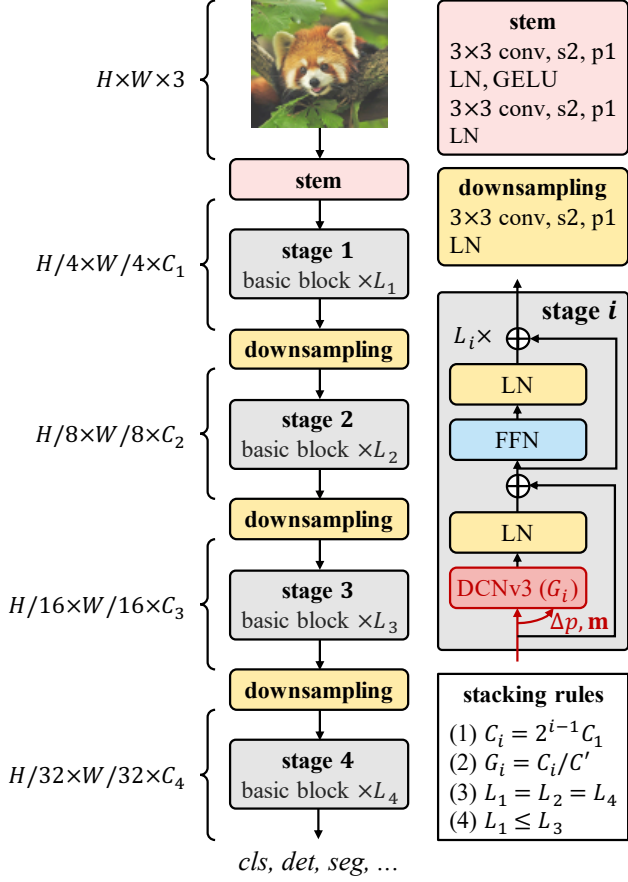 H×W×3
stem
H/4×W/4×C₁
stage 1
basic block ×L₁
downsampling
H/8×W/8×C₂
stage 2
basic block ×L₂
downsampling
H/16×W/16×C₃
stage 3
basic block ×L₃
downsampling
H/32×W/32×C₄
stage 4
basic block ×L₄
cls, det, seg, ...
stem
3×3 conv, s2, p1
LN, GELU
3×3 conv, s2, p1
LN
downsampling
3×3 conv, s2, p1
LN
stage i
Lᵢ×
LN
FFN
LN
DCNv3 (Gᵢ)
Δp, m
stacking rules
(1) Cᵢ = 2ⁱ⁻¹C₁
(2) Gᵢ = Cᵢ/C′
(3) L₁ = L₂ = L₄
(4) L₁ ≤ L₃